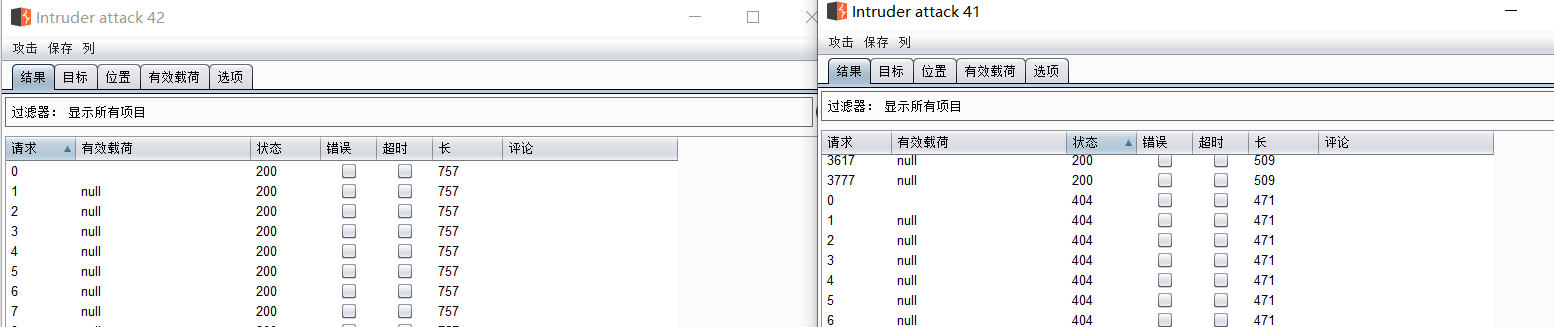 Intruder attack 42
攻击 保存 列
结果 目标 位置 有效载荷 选项
过滤器： 显示所有项目
请求 有效载荷 状态 错误 超时 长 评论
0 200 757
1 null 200 757
2 null 200 757
3 null 200 757
4 null 200 757
5 null 200 757
6 null 200 757
7 null 200 757
Intruder attack 41
攻击 保存 列
结果 目标 位置 有效载荷 选项
过滤器： 显示所有项目
请求 有效载荷 状态 错误 超时 长 评论
3617 null 200 509
3777 null 200 509
0 404 471
1 null 404 471
2 null 404 471
3 null 404 471
4 null 404 471
5 null 404 471
6 null 404 471